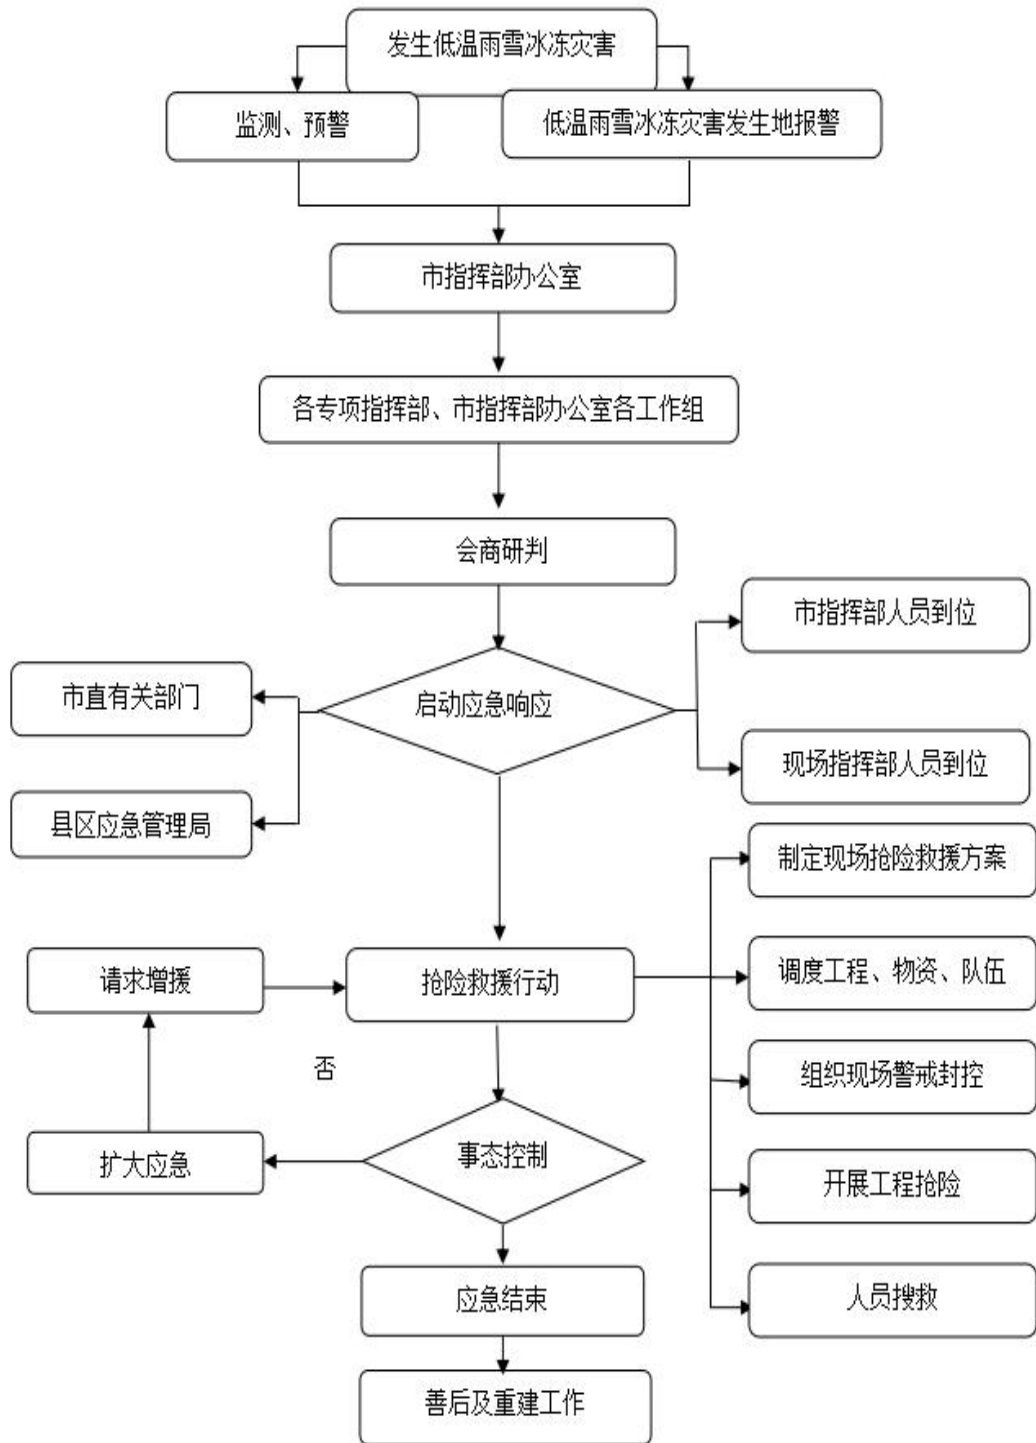 发生低温雨雪冰冻灾害
监测、预警
低温雨雪冰冻灾害发生地报警
市指挥部办公室
各专项指挥部、市指挥部办公室各工作组
会商研判
市指挥部人员到位
市直有关部门
启动应急响应
现场指挥部人员到位
县区应急管理局
制定现场抢险救援方案
请求增援
抢险救援行动
调度工程、物资、队伍
否
组织现场警戒封控
扩大应急
事态控制
开展工程抢险
应急结束
人员搜救
善后及重建工作